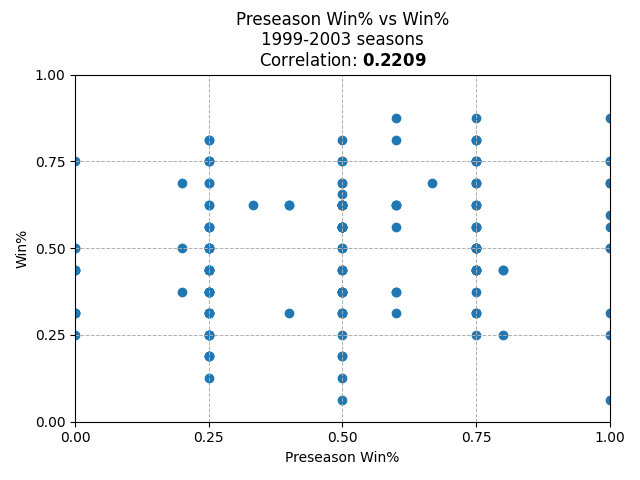 Preseason Win% vs Win%
1999-2003 seasons
Correlation: 0.2209
1.00
0.75
Win%
0.50
0.25
0.00
0.00 0.25 0.50 0.75 1.00
Preseason Win%